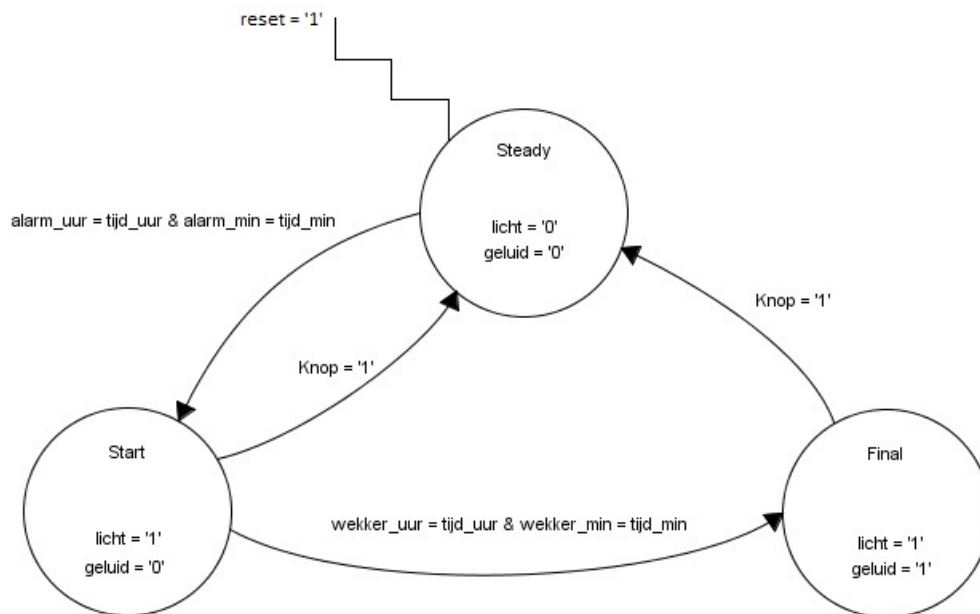 reset = '1'
Steady
licht = '0'
geluid = '0'
alarm_uur = tijd_uur & alarm_min = tijd_min
Knop = '1'
Knop = '1'
Start
licht = '1'
geluid = '0'
wekker_uur = tijd_uur & wekker_min = tijd_min
Final
licht = '1'
geluid = '1'